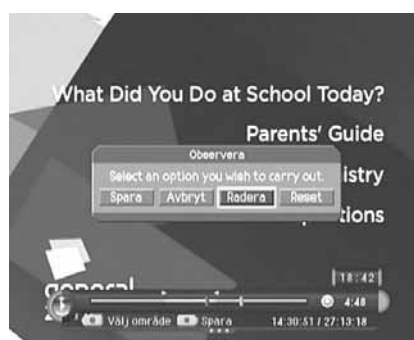 What Did You Do at School Today?
Parents' Guide
Observera
Select an option you wish to carry out.
istry
Spara Avbryt Radera Reset
tions
general
18:42
4:48
Välj område Spara 14:30:51 / 27:13:18